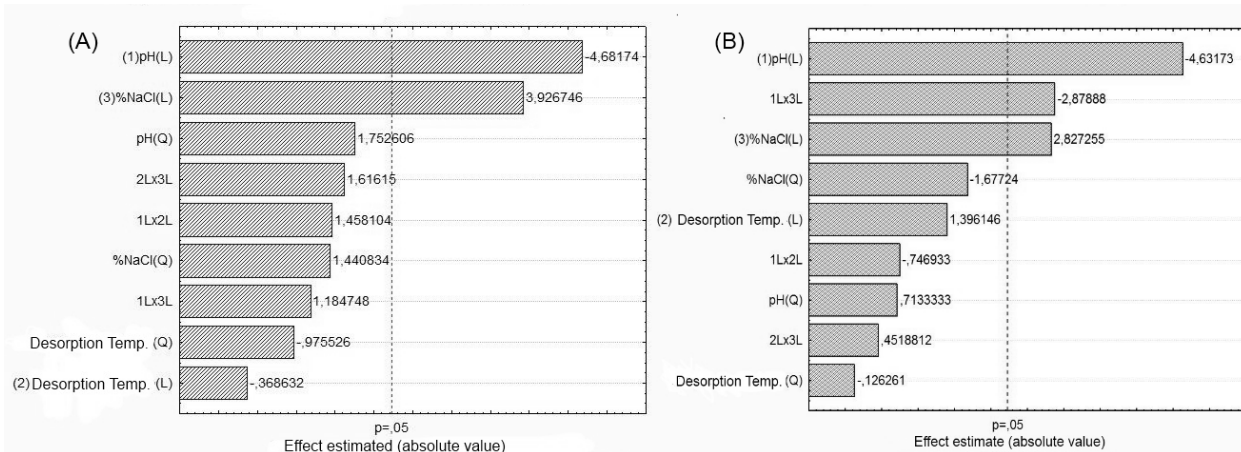 (A)
(1)pH(L)
-4,68174
(3)%NaCl(L)
3,926746
pH(Q)
1,752606
2Lx3L
1,61615
1Lx2L
1,458104
%NaCl(Q)
1,440834
1Lx3L
1,184748
Desorption Temp. (Q)
-,975526
(2) Desorption Temp. (L)
-,368632
p=,05
Effect estimated (absolute value)
(B)
(1)pH(L)
-4,63173
1Lx3L
-2,87888
(3)%NaCl(L)
2,827255
%NaCl(Q)
-1,67724
(2) Desorption Temp. (L)
1,396146
1Lx2L
-,746933
pH(Q)
,7133333
2Lx3L
,4518812
Desorption Temp. (Q)
-,126261
p=,05
Effect estimate (absolute value)